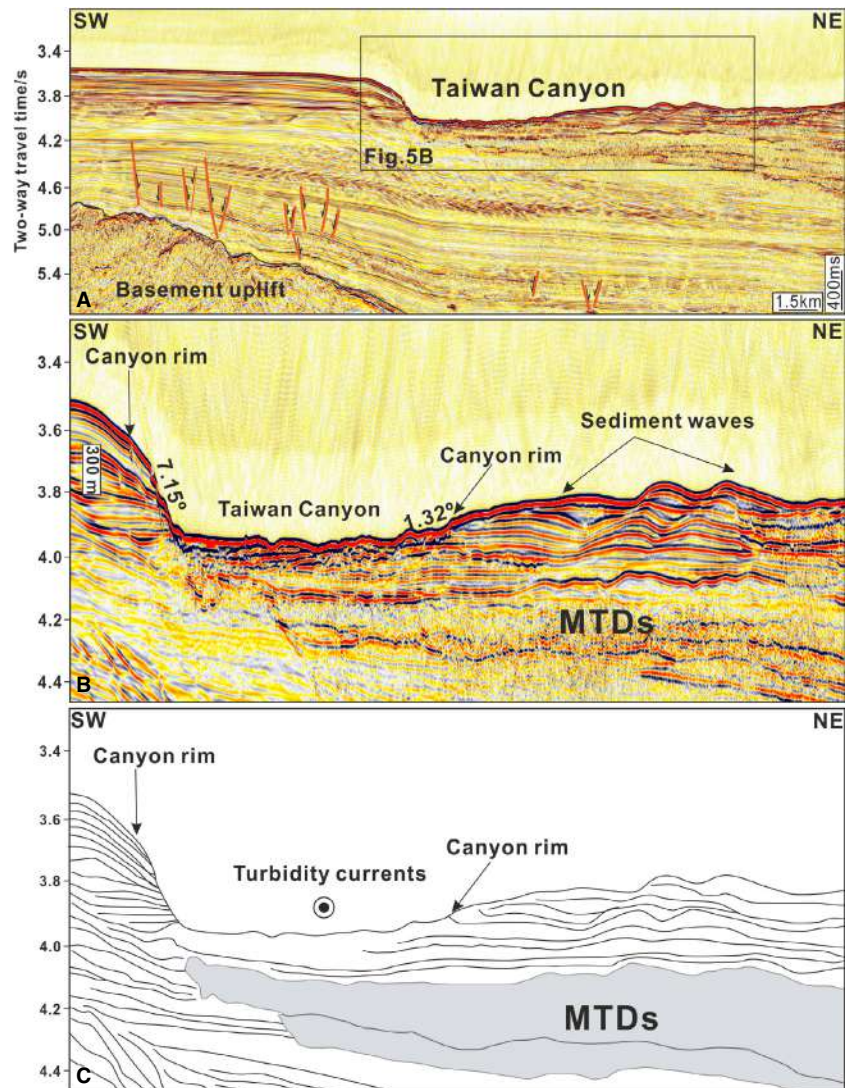 SW
NE
3.4
Taiwan Canyon
3.8
4.2
Fig.5B
4.6
5.0
5.4
Two-way travel time/s
Basement uplift
A
1.5km
400ms
SW
NE
Canyon rim
3.4
Sediment waves
3.6
Canyon rim
300 m
7.15º
3.8
Taiwan Canyon
1.32º
4.0
4.2
MTDs
4.4
B
SW
NE
3.4
Canyon rim
3.6
Canyon rim
3.8
Turbidity currents
4.0
4.2
MTDs
4.4
C